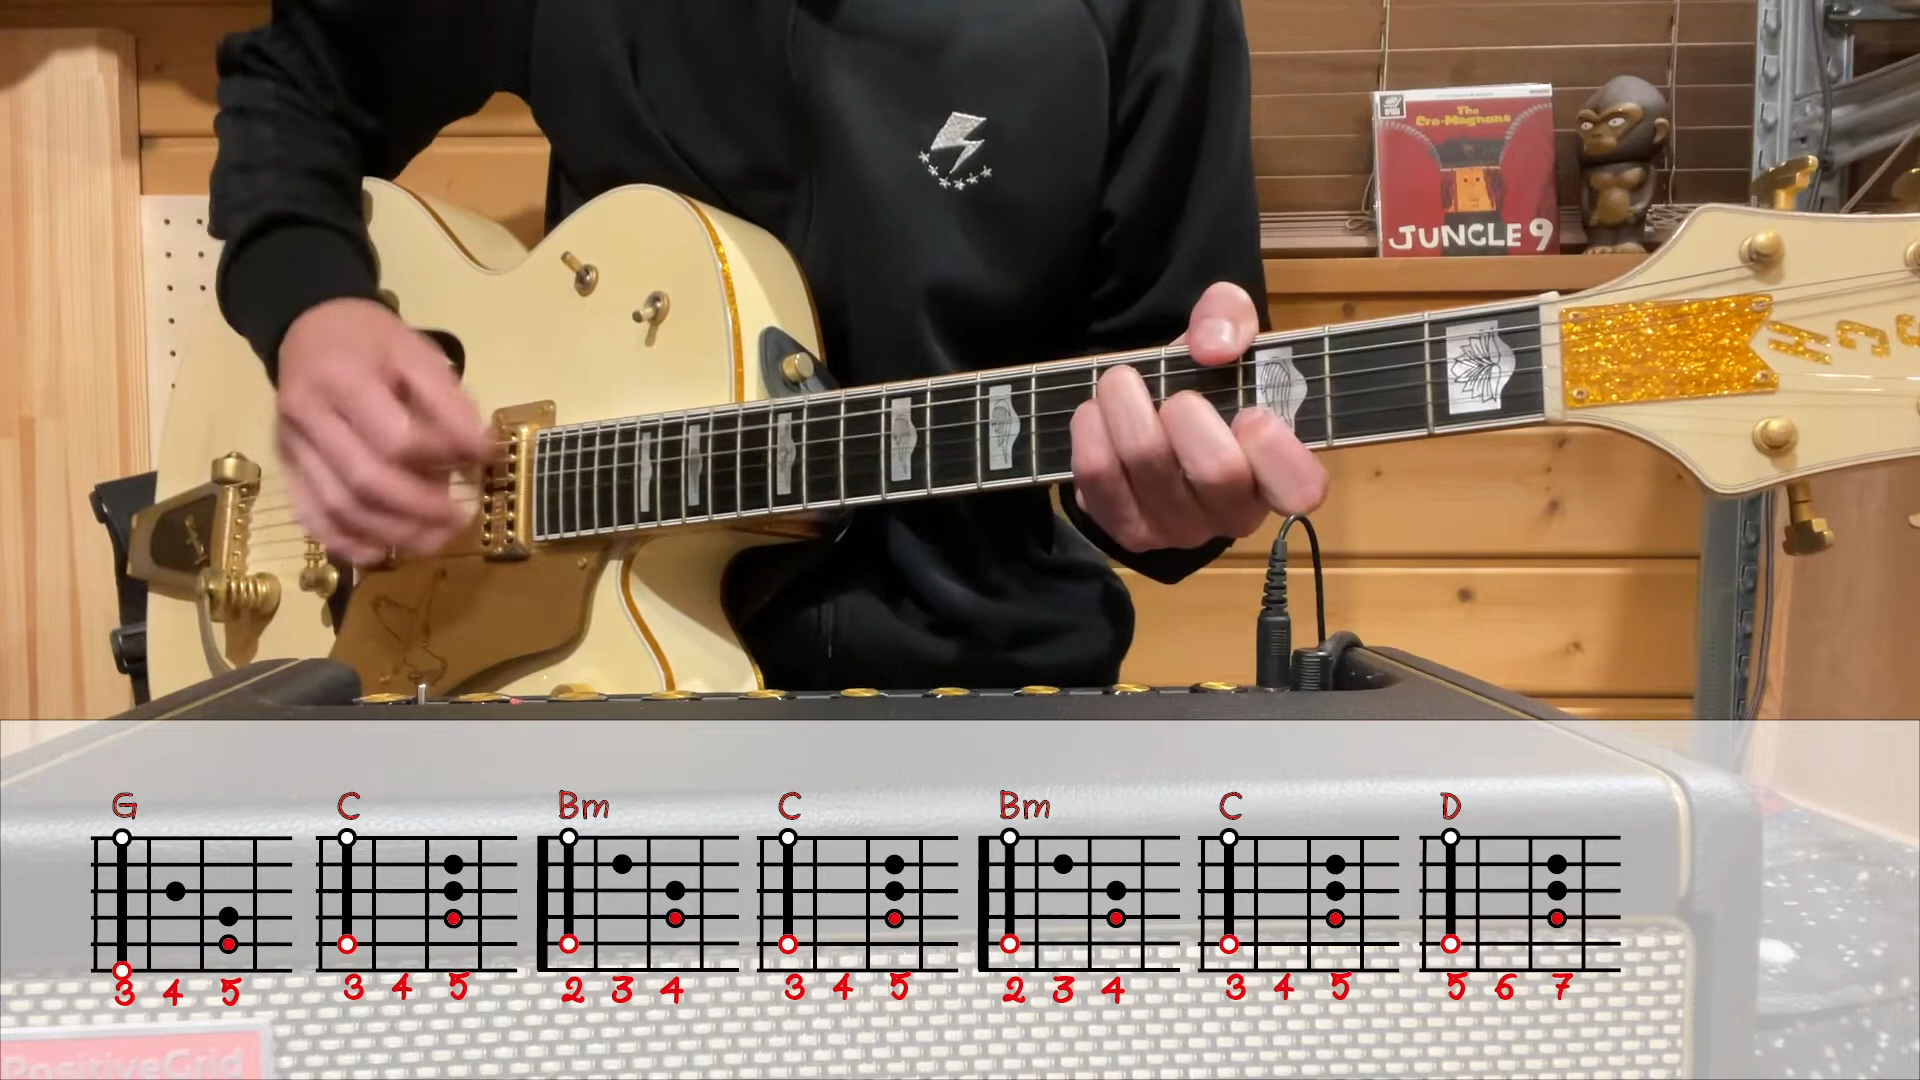 The
Cro-Magnons
JUNGLE 9
G C Bm C Bm C D
3 4 5 3 4 5 2 3 4 3 4 5 2 3 4 3 4 5 5 6 7
PositiveGrid